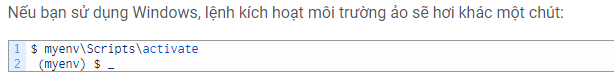 Nếu bạn sử dụng Windows, lệnh kích hoạt môi trường ảo sẽ hơi khác một chút:
1 $ myenv\Scripts\activate
2 (myenv) $ _